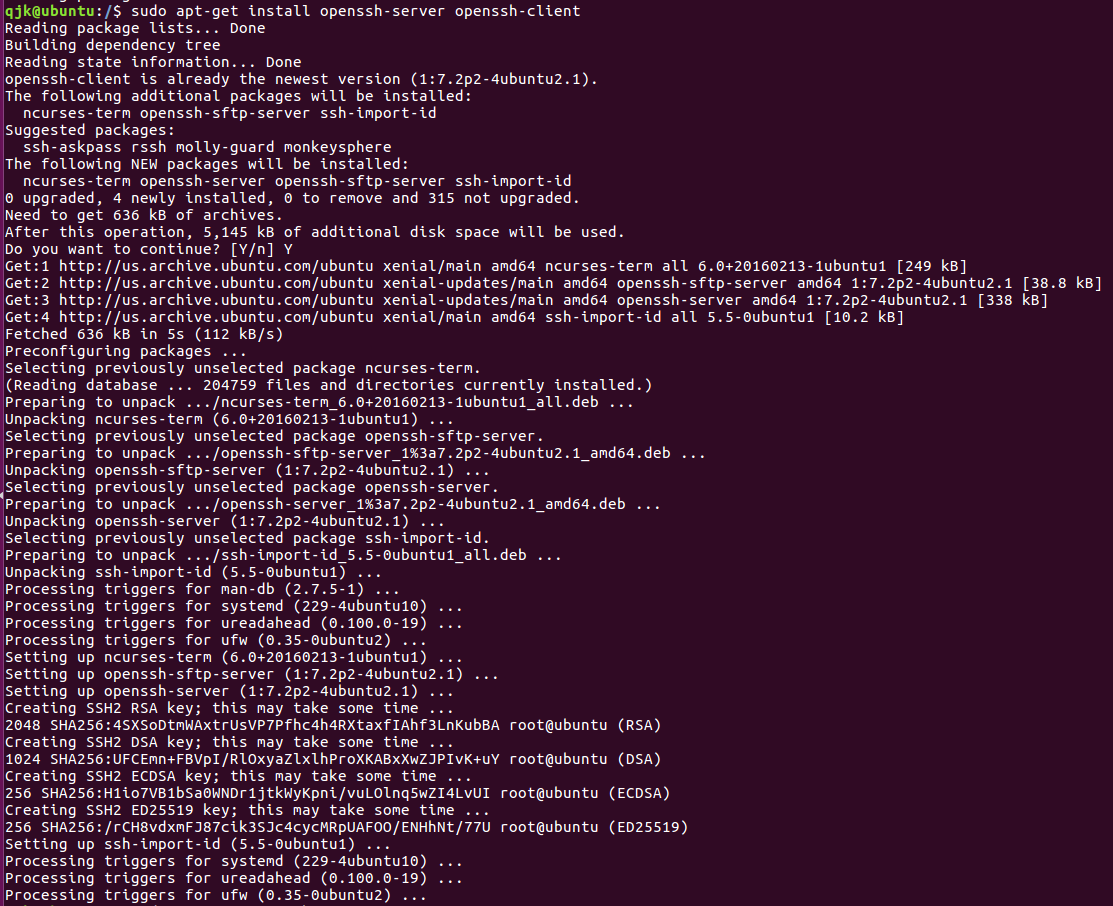 qjk@ubuntu:/$ sudo apt-get install openssh-server openssh-client
Reading package lists... Done
Building dependency tree
Reading state information... Done
openssh-client is already the newest version (1:7.2p2-4ubuntu2.1).
The following additional packages will be installed:
  ncurses-term openssh-sftp-server ssh-import-id
Suggested packages:
  ssh-askpass rssh molly-guard monkeysphere
The following NEW packages will be installed:
  ncurses-term openssh-server openssh-sftp-server ssh-import-id
0 upgraded, 4 newly installed, 0 to remove and 315 not upgraded.
Need to get 636 kB of archives.
After this operation, 5,145 kB of additional disk space will be used.
Do you want to continue? [Y/n] Y
Get:1 http://us.archive.ubuntu.com/ubuntu xenial/main amd64 ncurses-term all 6.0+20160213-1ubuntu1 [249 kB]
Get:2 http://us.archive.ubuntu.com/ubuntu xenial-updates/main amd64 openssh-sftp-server amd64 1:7.2p2-4ubuntu2.1 [38.8 kB]
Get:3 http://us.archive.ubuntu.com/ubuntu xenial-updates/main amd64 openssh-server amd64 1:7.2p2-4ubuntu2.1 [338 kB]
Get:4 http://us.archive.ubuntu.com/ubuntu xenial/main amd64 ssh-import-id all 5.5-0ubuntu1 [10.2 kB]
Fetched 636 kB in 5s (112 kB/s)
Preconfiguring packages ...
Selecting previously unselected package ncurses-term.
(Reading database ... 204759 files and directories currently installed.)
Preparing to unpack .../ncurses-term_6.0+20160213-1ubuntu1_all.deb ...
Unpacking ncurses-term (6.0+20160213-1ubuntu1) ...
Selecting previously unselected package openssh-sftp-server.
Preparing to unpack .../openssh-sftp-server_1%3a7.2p2-4ubuntu2.1_amd64.deb ...
Unpacking openssh-sftp-server (1:7.2p2-4ubuntu2.1) ...
Selecting previously unselected package openssh-server.
Preparing to unpack .../openssh-server_1%3a7.2p2-4ubuntu2.1_amd64.deb ...
Unpacking openssh-server (1:7.2p2-4ubuntu2.1) ...
Selecting previously unselected package ssh-import-id.
Preparing to unpack .../ssh-import-id_5.5-0ubuntu1_all.deb ...
Unpacking ssh-import-id (5.5-0ubuntu1) ...
Processing triggers for man-db (2.7.5-1) ...
Processing triggers for systemd (229-4ubuntu10) ...
Processing triggers for ureadahead (0.100.0-19) ...
Processing triggers for ufw (0.35-0ubuntu2) ...
Setting up ncurses-term (6.0+20160213-1ubuntu1) ...
Setting up openssh-sftp-server (1:7.2p2-4ubuntu2.1) ...
Setting up openssh-server (1:7.2p2-4ubuntu2.1) ...
Creating SSH2 RSA key; this may take some time ...
2048 SHA256:4SXSoDtmWAxtrUsVP7Pfhc4h4RXtaxfIAhf3LnKubBA root@ubuntu (RSA)
Creating SSH2 DSA key; this may take some time ...
1024 SHA256:UFCEmn+FBVpI/RlOxyaZlxlhProXKABxXwZJPIvK+uY root@ubuntu (DSA)
Creating SSH2 ECDSA key; this may take some time ...
256 SHA256:H1io7VB1bSa0WNDr1jtkWyKpni/vuLOlnq5wZI4LvUI root@ubuntu (ECDSA)
Creating SSH2 ED25519 key; this may take some time ...
256 SHA256:/rCH8vdxmFJ87cik3SJc4cycMRpUAFOO/ENHhNt/77U root@ubuntu (ED25519)
Setting up ssh-import-id (5.5-0ubuntu1) ...
Processing triggers for systemd (229-4ubuntu10) ...
Processing triggers for ureadahead (0.100.0-19) ...
Processing triggers for ufw (0.35-0ubuntu2) ...